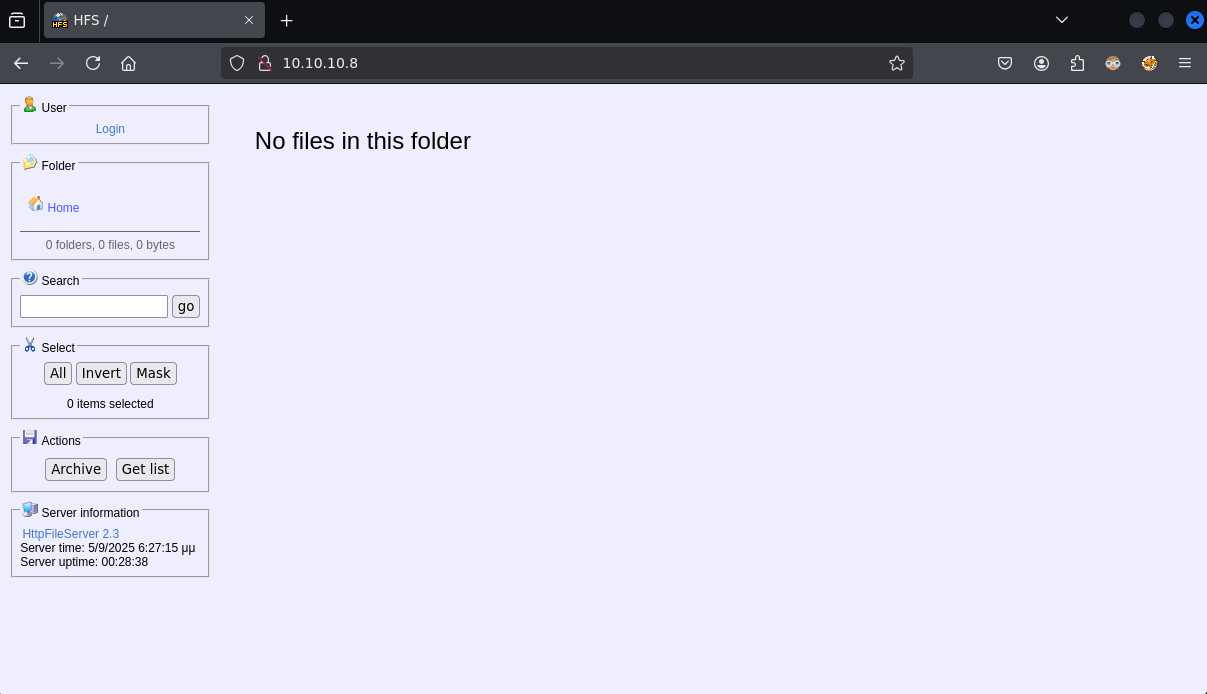 HFS /
10.10.10.8
User
Login
Folder
Home
0 folders, 0 files, 0 bytes
Search
go
Select
All Invert Mask
0 items selected
Actions
Archive Get list
Server information
HttpFileServer 2.3
Server time: 5/9/2025 6:27:15 μμ
Server uptime: 00:28:38
No files in this folder